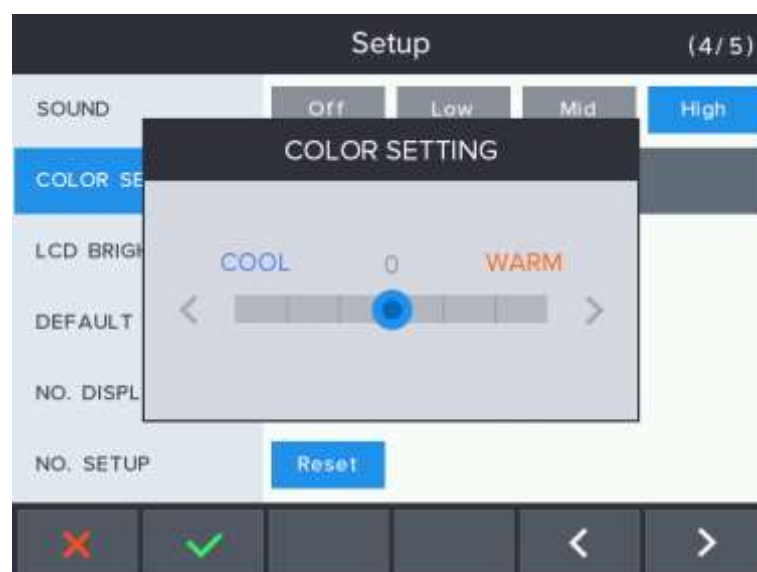 Setup (4/5)
SOUND Off Low Mid High
COLOR SETTING
COLOR SE
COOL 0 WARM
LCD BRIGH
DEFAULT
NO. DISPL
NO. SETUP Reset